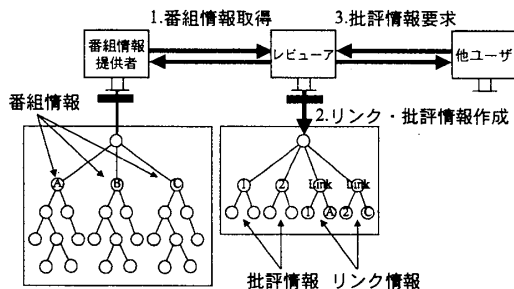 1.番組情報取得
3.批評情報要求
番組情報
提供者
レビューア
他ユーザ
番組情報
2.リンク・批評情報作成
A
B
C
1
2
Link
Link
1
A
2
C
批評情報
リンク情報